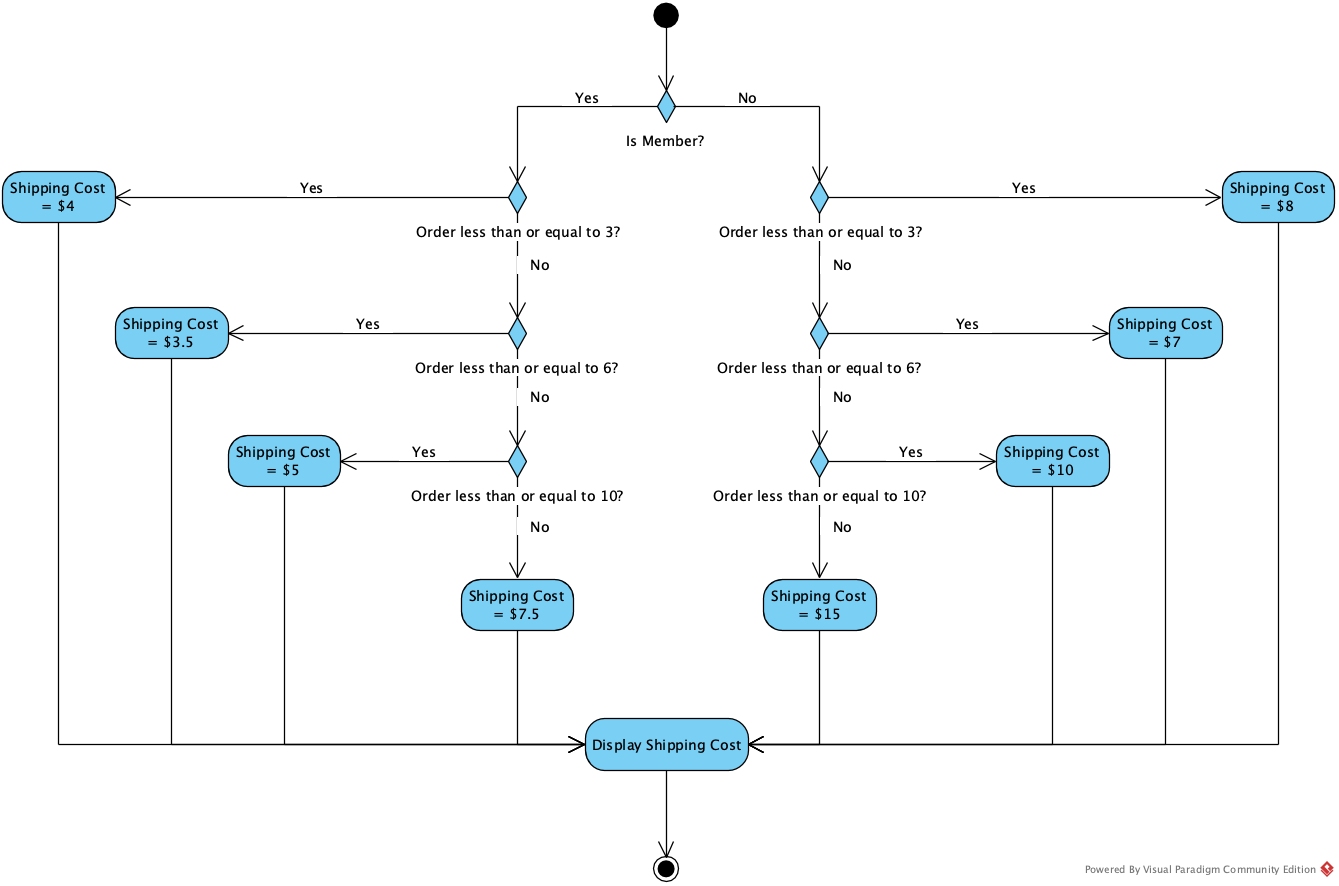 Yes
No
Is Member?
Shipping Cost
= $4
Yes
Yes
Shipping Cost
= $8
Order less than or equal to 3?
Order less than or equal to 3?
No
No
Shipping Cost
= $3.5
Yes
Yes
Shipping Cost
= $7
Order less than or equal to 6?
Order less than or equal to 6?
No
No
Shipping Cost
= $5
Yes
Yes
Shipping Cost
= $10
Order less than or equal to 10?
Order less than or equal to 10?
No
No
Shipping Cost
= $7.5
Shipping Cost
= $15
Display Shipping Cost
Powered By Visual Paradigm Community Edition